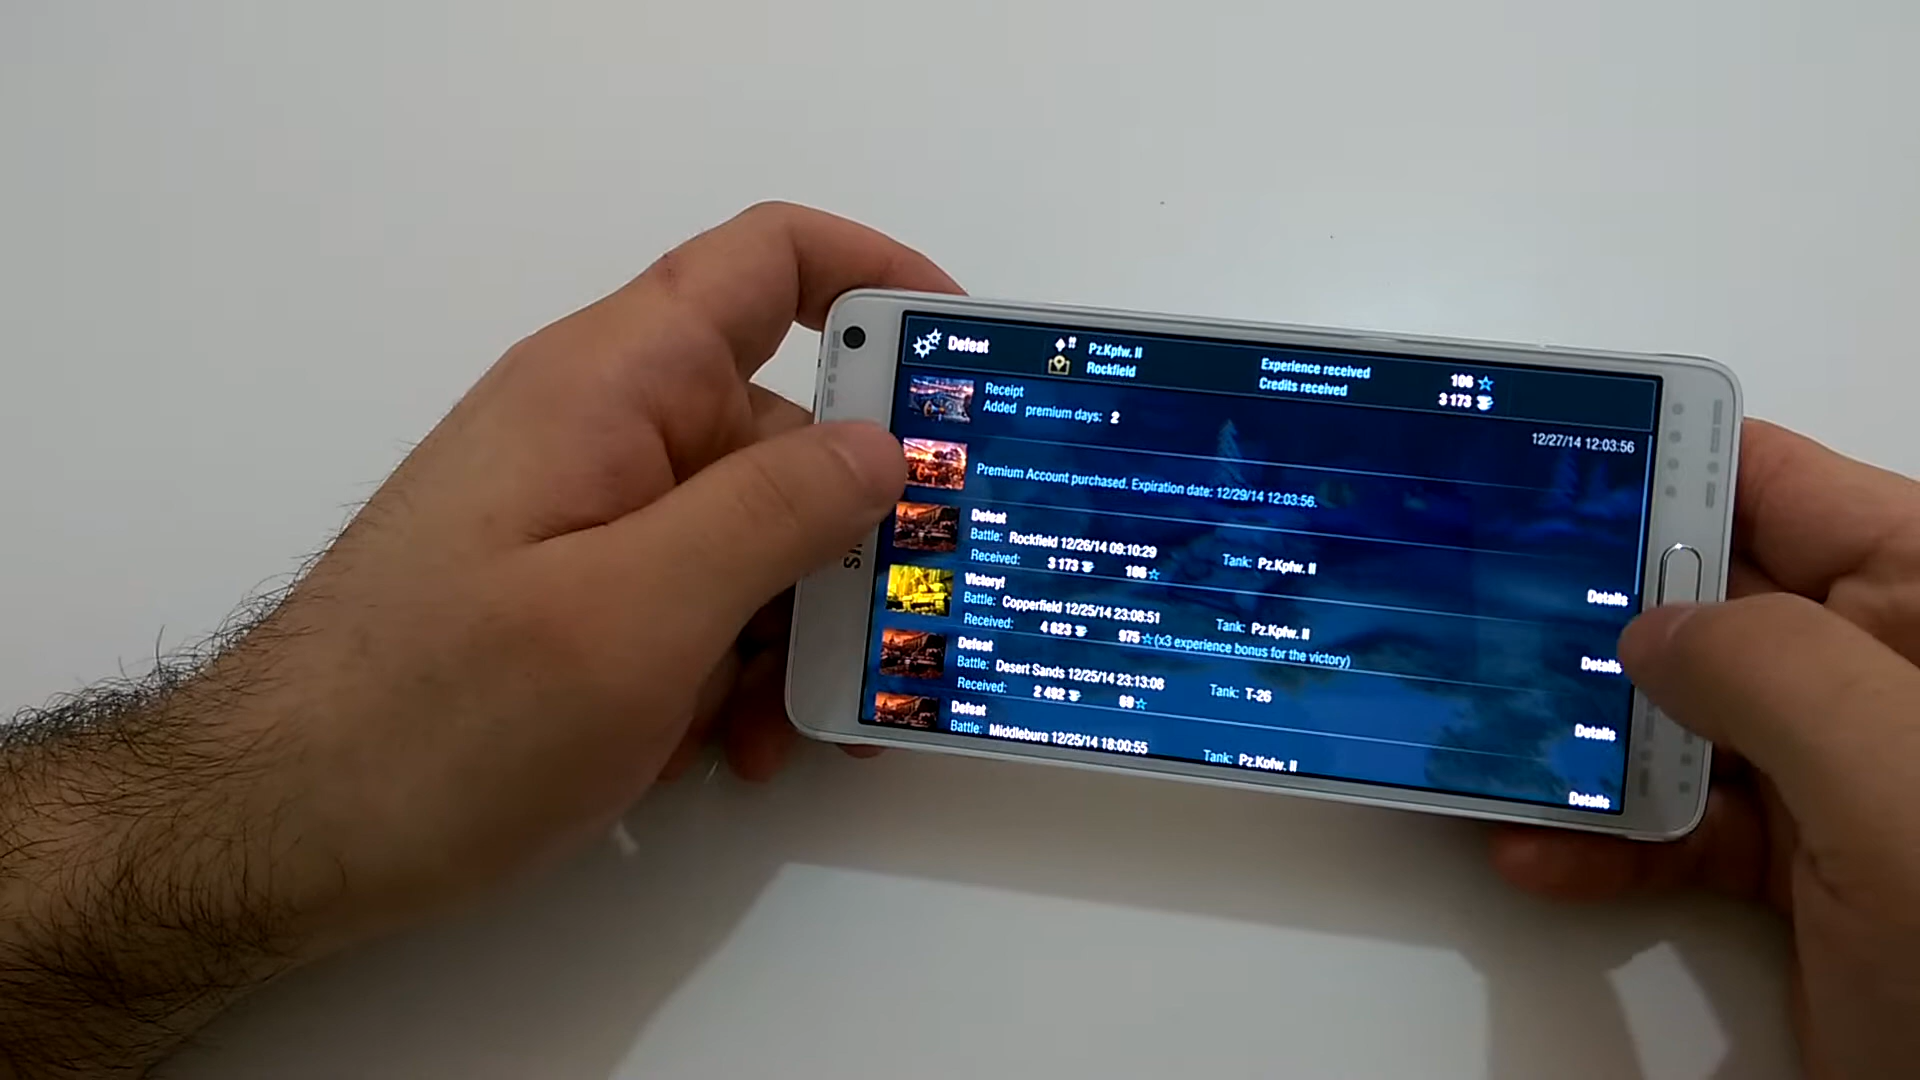 Defeat
II Pz.Kpfw. II
Rockfield
Experience received 106
Credits received 3 173
Receipt
Added premium days: 2
12/27/14 12:03:56
Premium Account purchased. Expiration date: 12/29/14 12:03:56.
Defeat
Battle: Rockfield 12/26/14 09:10:29 Tank: Pz.Kpfw. II
Received: 3 173 106
Details
Victory!
Battle: Copperfield 12/25/14 23:08:51 Tank: Pz.Kpfw. II
Received: 4 623 975 (x3 experience bonus for the victory)
Details
Defeat
Battle: Desert Sands 12/25/14 23:13:08 Tank: T-26
Received: 2 492
Details
Defeat
Battle: Middleburg 12/25/14 18:00:55 Tank: Pz.Kpfw. II
Details